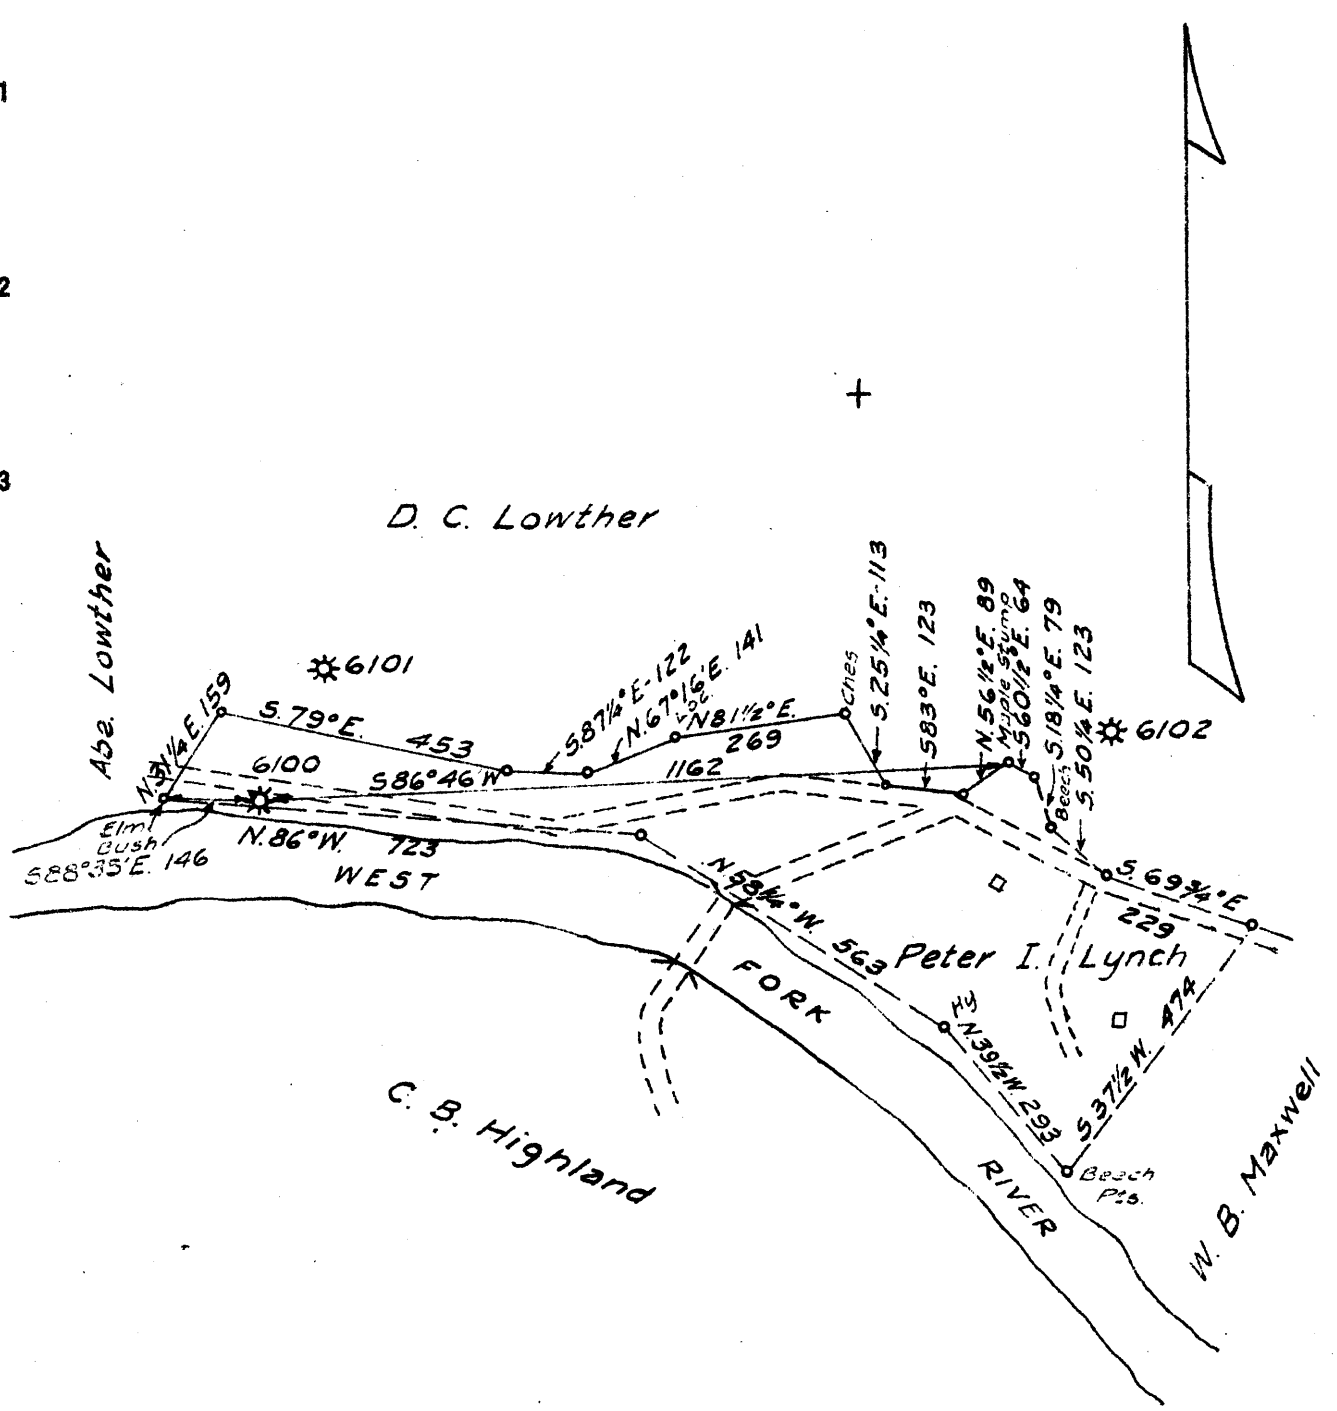 1
2
3
D. C. Lowther
Abe. Lowther
6101
6102
6100
N. 31¼ E. 159
S. 79° E.
453
S. 87¼° E - 122
N. 67° 16' E. 141
N 81½° E.
269
Ches
S. 25¼° E. - 113
S 83° E. 123
N. 56½° E. 89
Maple Stump
S 60½° E. 64
Beech
S. 18¼° E. 79
S. 50¼ E. 123
S 86° 46' W
1162
Elm
Bush
S 88° 35' E. 146
N. 86° W. 723
WEST
FORK
RIVER
N. 58¼° W. 563
Peter I. Lynch
S. 69¾° E
229
S 37½ W. 474
N. 39½ W. 293
Beech
Pts.
C. B. Highland
W. B. Maxwell